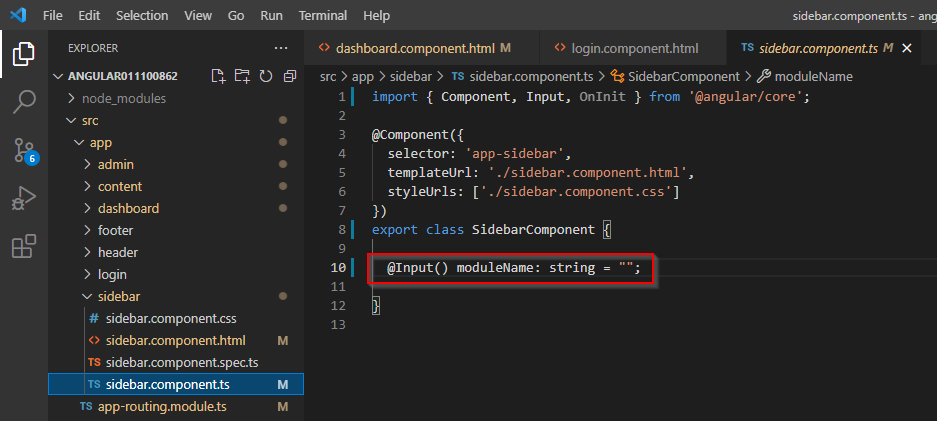 File Edit Selection View Go Run Terminal Help sidebar.component.ts - ang
EXPLORER ···
dashboard.component.html M login.component.html TS sidebar.component.ts M
ANGULAR011100862
src > app > sidebar > TS sidebar.component.ts > SidebarComponent > moduleName
node_modules
src
app
admin
content
6
dashboard
footer
header
login
sidebar
# sidebar.component.css
<> sidebar.component.html M
TS sidebar.component.spec.ts
TS sidebar.component.ts M
TS app-routing.module.ts M
1 import { Component, Input, OnInit } from '@angular/core';
2
3 @Component({
4 selector: 'app-sidebar',
5 templateUrl: './sidebar.component.html',
6 styleUrls: ['./sidebar.component.css']
7 })
8 export class SidebarComponent {
9
10 @Input() moduleName: string = "";
11
12 }
13